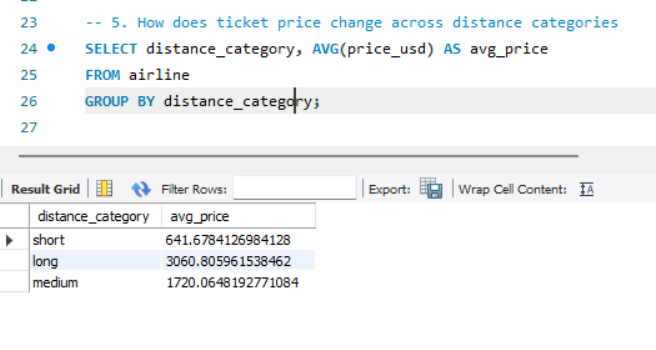 23 -- 5. How does ticket price change across distance categories
24 SELECT distance_category, AVG(price_usd) AS avg_price
25 FROM airline
26 GROUP BY distance_category;
27
Result Grid Filter Rows: Export: Wrap Cell Content:
distance_category avg_price
short 641.6784126984128
long 3060.805961538462
medium 1720.0648192771084